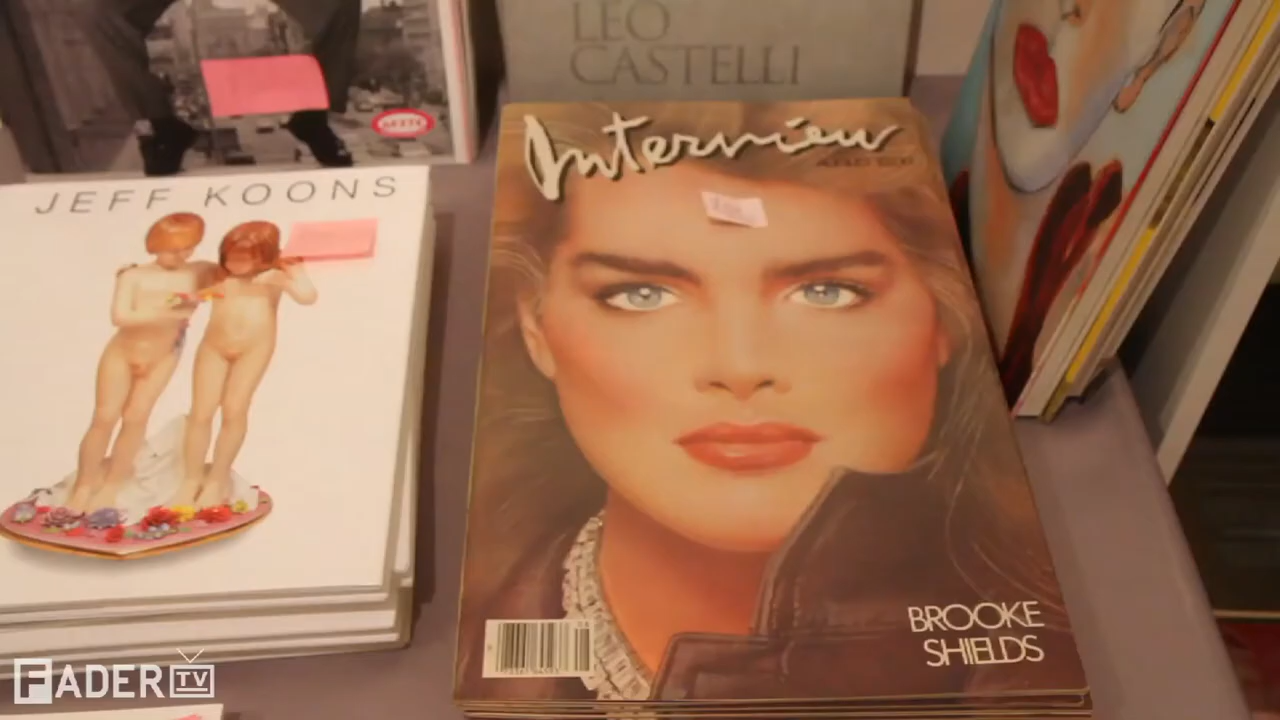 LEO
CASTELLI
Interview
JEFF KOONS
BROOKE
SHIELDS
FADER TV